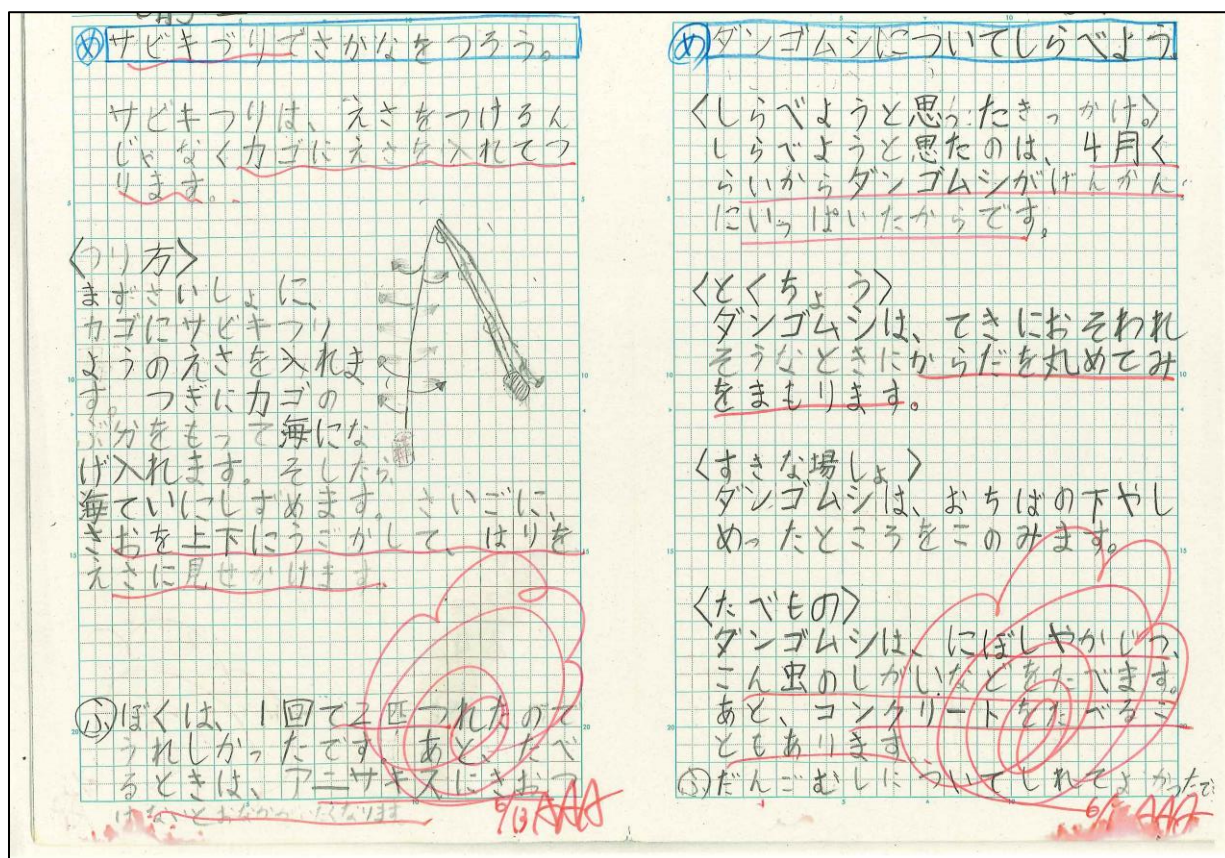 め サビキづりでさかなをつろう。
サビキつりは、えさをつけるん
じゃなくカゴにえさを入れてつ
ります。
〈つり方〉
まずさいしょに、
カゴにサビキつり
ようのえさを入れま
す。つぎにカゴの
ぶ分をもって海にな
げ入れます。そしたら
海ていにしずめます。さいごに、
さおを上下にうごかして、はりを
えさに見せかけます。
ふ ぼくは、1回で2匹つれたので
うれしかったです。あと、たべ
るときは、アニサキスにきおつ
けないとおなかがいたくなります
6/13 AAA
め ダンゴムシについてしらべよう
〈しらべようと思ったきっかけ〉
しらべようと思たのは、4月く
らいからダンゴムシがげんかん
にいっぱいたからです。
〈とくちょう〉
ダンゴムシは、てきにおそわれ
そうなときにからだを丸めてみ
をまもります。
〈すきな場しょ〉
ダンゴムシは、おちばの下やし
めったところをこのみます。
〈たべもの〉
ダンゴムシは、にぼしやかじつ、
こん虫のしがいなどをたべます。
あと、コンクリートをたべるこ
ともあります。
ふ だんごむしについてしれてよかったで
AAA